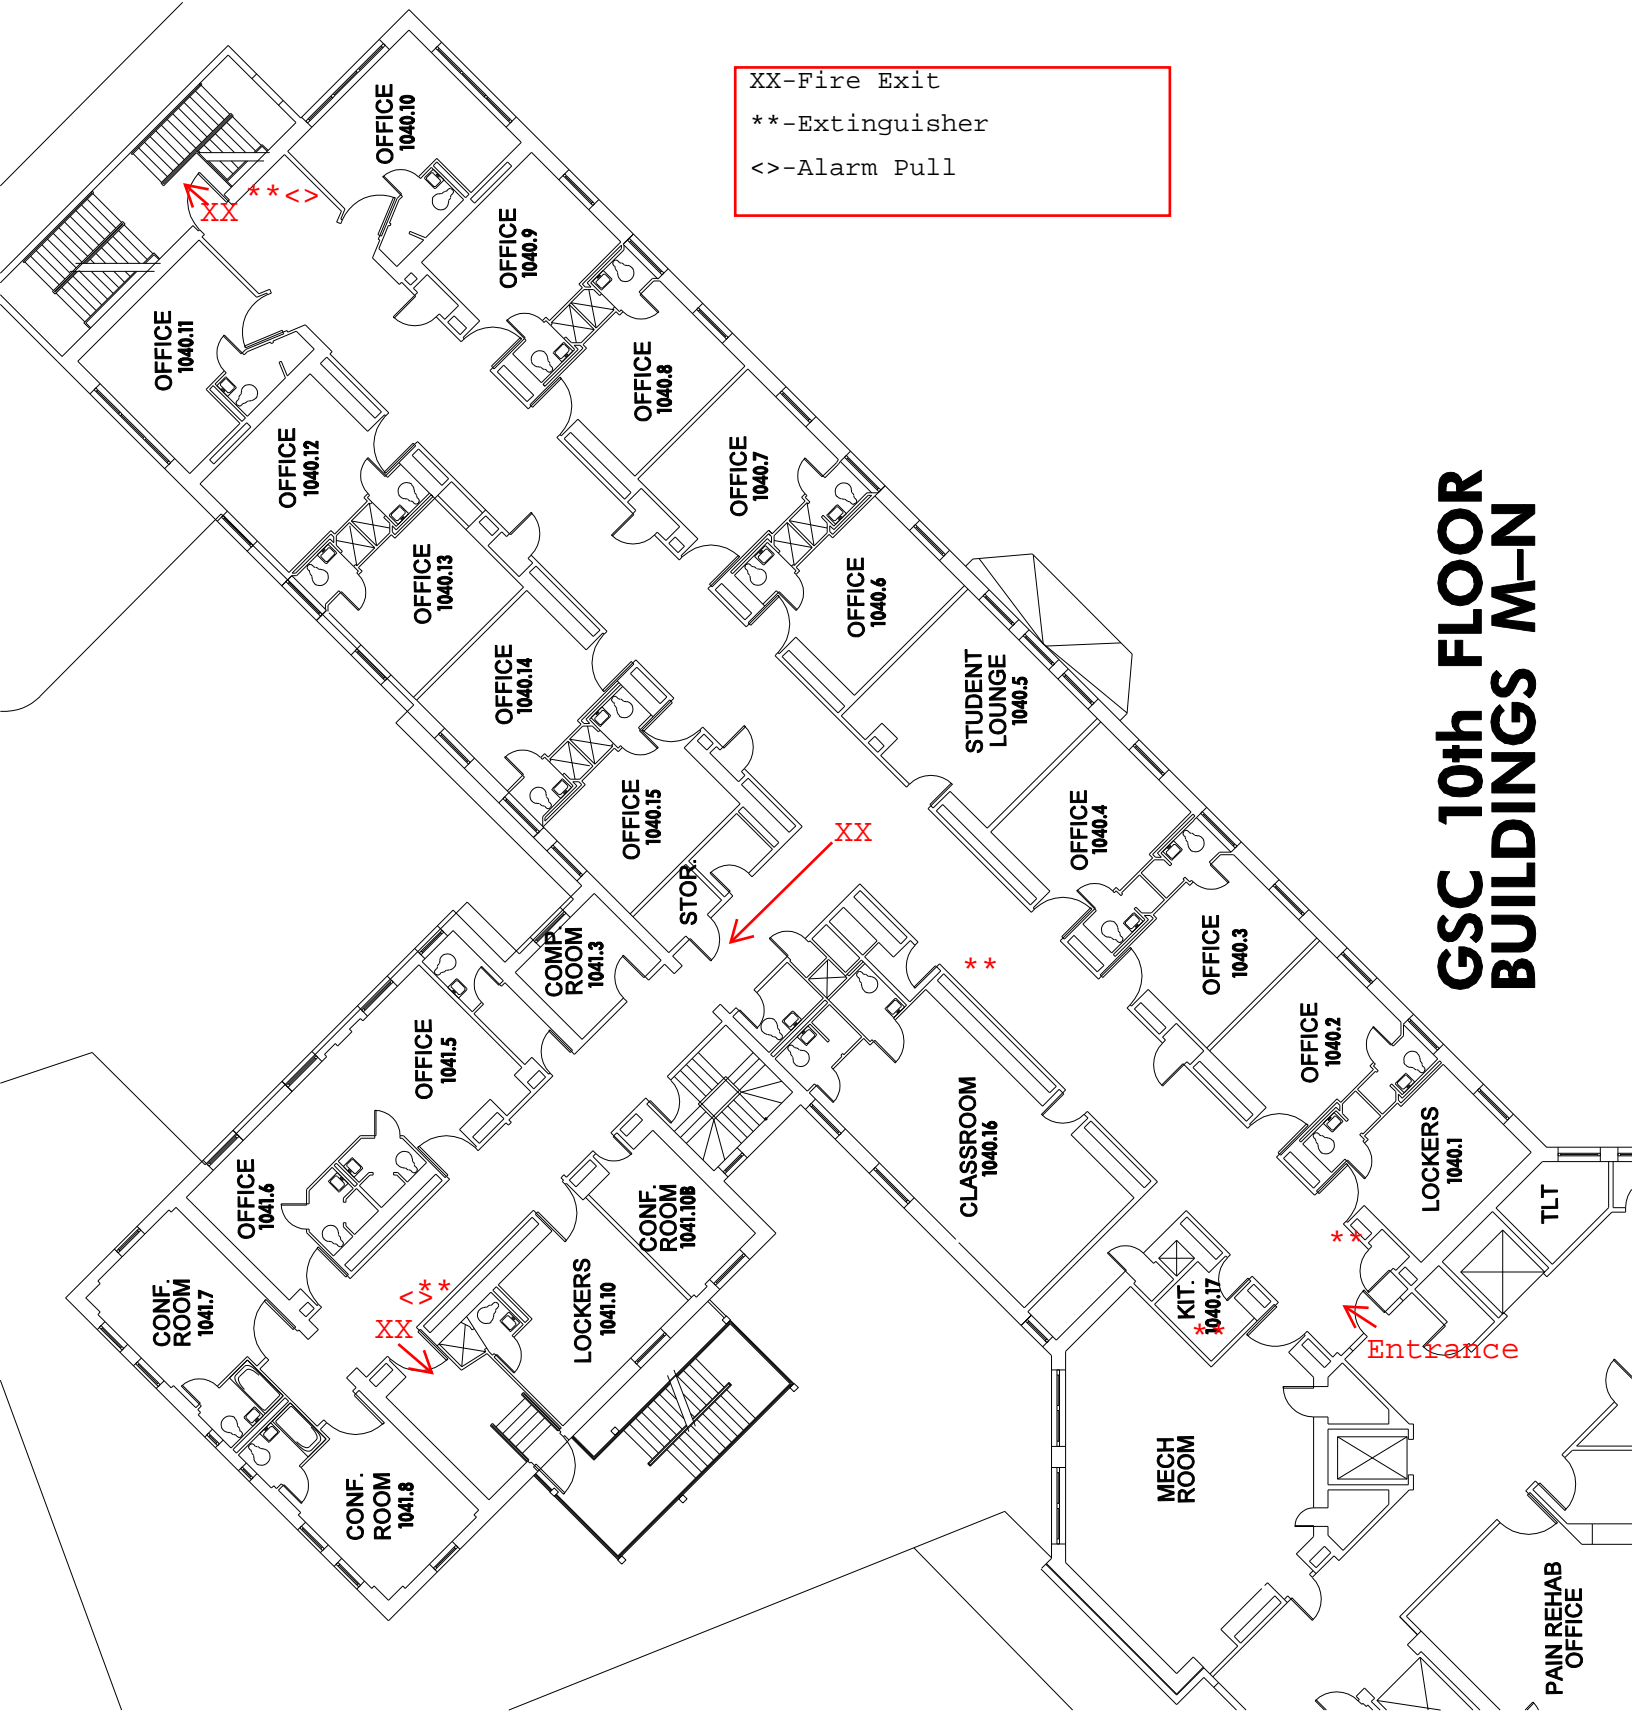 XX-Fire Exit
**-Extinguisher
<>-Alarm Pull
GSC 10th FLOOR
BUILDINGS M-N
OFFICE
1040.10
**<>
XX
OFFICE
1040.9
OFFICE
1040.11
OFFICE
1040.8
OFFICE
1040.12
OFFICE
1040.7
OFFICE
1040.13
OFFICE
1040.6
OFFICE
1040.14
STUDENT
LOUNGE
1040.5
OFFICE
1040.15
OFFICE
1040.4
XX
STOR.
COMP.
ROOM
1041.3
**
OFFICE
1040.3
OFFICE
1041.5
OFFICE
1040.2
CLASSROOM
1040.16
LOCKERS
1040.1
TLT
OFFICE
1041.6
CONF.
ROOM
1041.10B
**
CONF.
ROOM
1041.7
<>**
LOCKERS
1041.10
KIT.
1040.17
**
XX
Entrance
CONF.
ROOM
1041.8
MECH
ROOM
PAIN REHAB
OFFICE